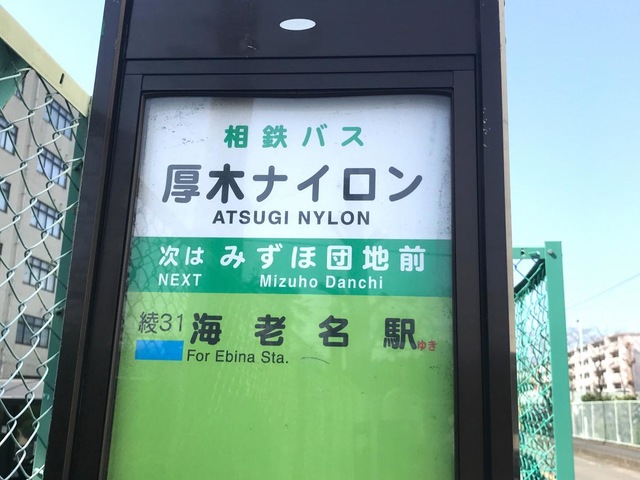 相鉄バス
厚木ナイロン
ATSUGI NYLON
次は みずほ団地前
NEXT Mizuho Danchi
綾31 海老名駅ゆき
For Ebina Sta.